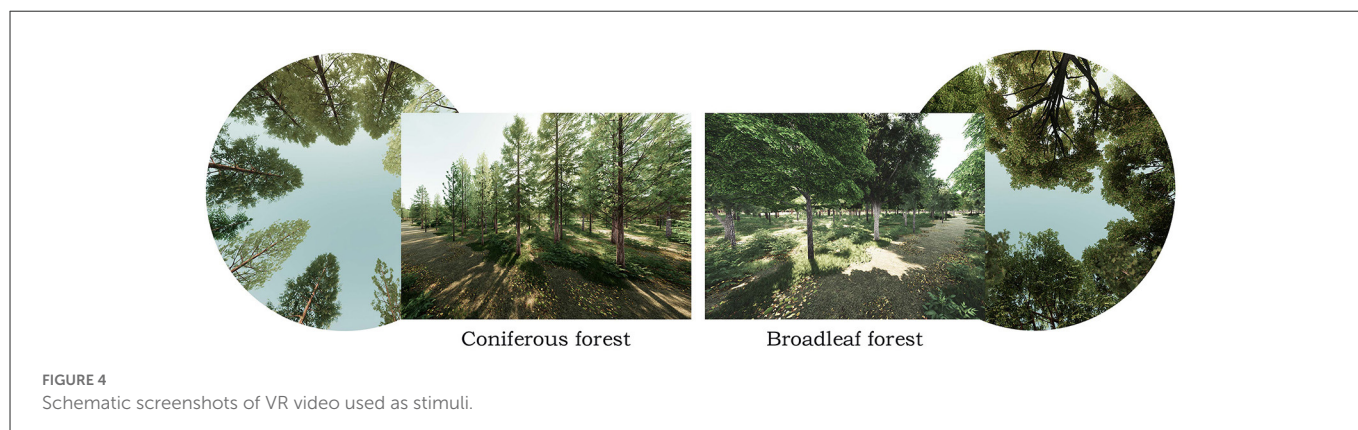 Coniferous forest
Broadleaf forest
FIGURE 4
Schematic screenshots of VR video used as stimuli.